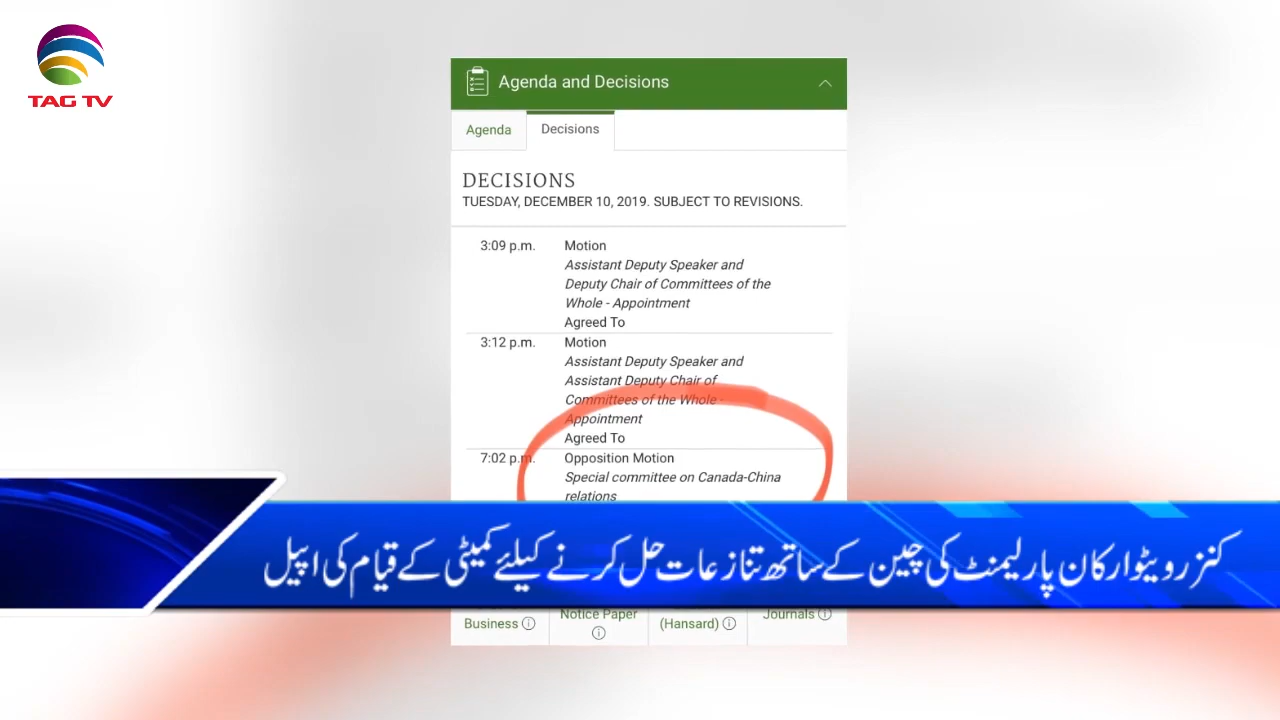 TAG TV
Agenda and Decisions
Agenda
Decisions
DECISIONS
TUESDAY, DECEMBER 10, 2019. SUBJECT TO REVISIONS.
3:09 p.m. Motion
Assistant Deputy Speaker and
Deputy Chair of Committees of the
Whole - Appointment
Agreed To
3:12 p.m. Motion
Assistant Deputy Speaker and
Assistant Deputy Chair of
Committees of the Whole -
Appointment
Agreed To
7:02 p.m. Opposition Motion
Special committee on Canada-China
relations
کنزرویٹو ارکان پارلیمنٹ کی چین کے ساتھ تنازعات حل کرنے کیلئے کمیٹی کے قیام کی اپیل
Business
Notice Paper
(Hansard)
Journals